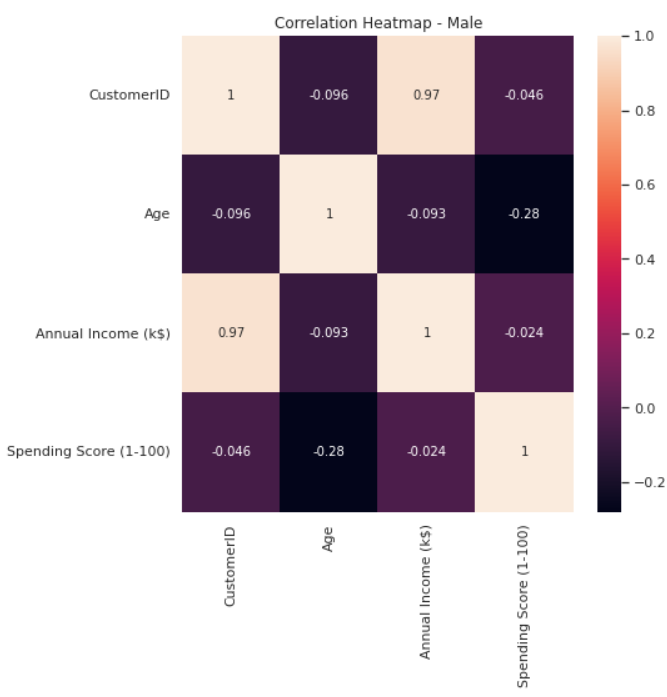 Correlation Heatmap - Male
CustomerID
1
-0.096
0.97
-0.046
Age
-0.096
1
-0.093
-0.28
Annual Income (k$)
0.97
-0.093
1
-0.024
Spending Score (1-100)
-0.046
-0.28
-0.024
1
CustomerID
Age
Annual Income (k$)
Spending Score (1-100)
1.0
0.8
0.6
0.4
0.2
0.0
−0.2